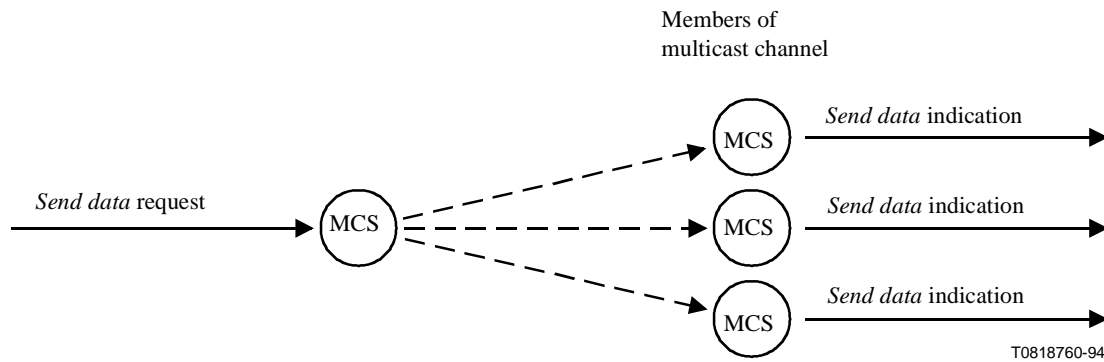 Members of
multicast channel
Send data indication
MCS
Send data request
MCS
MCS
Send data indication
Send data indication
MCS
T0818760-94